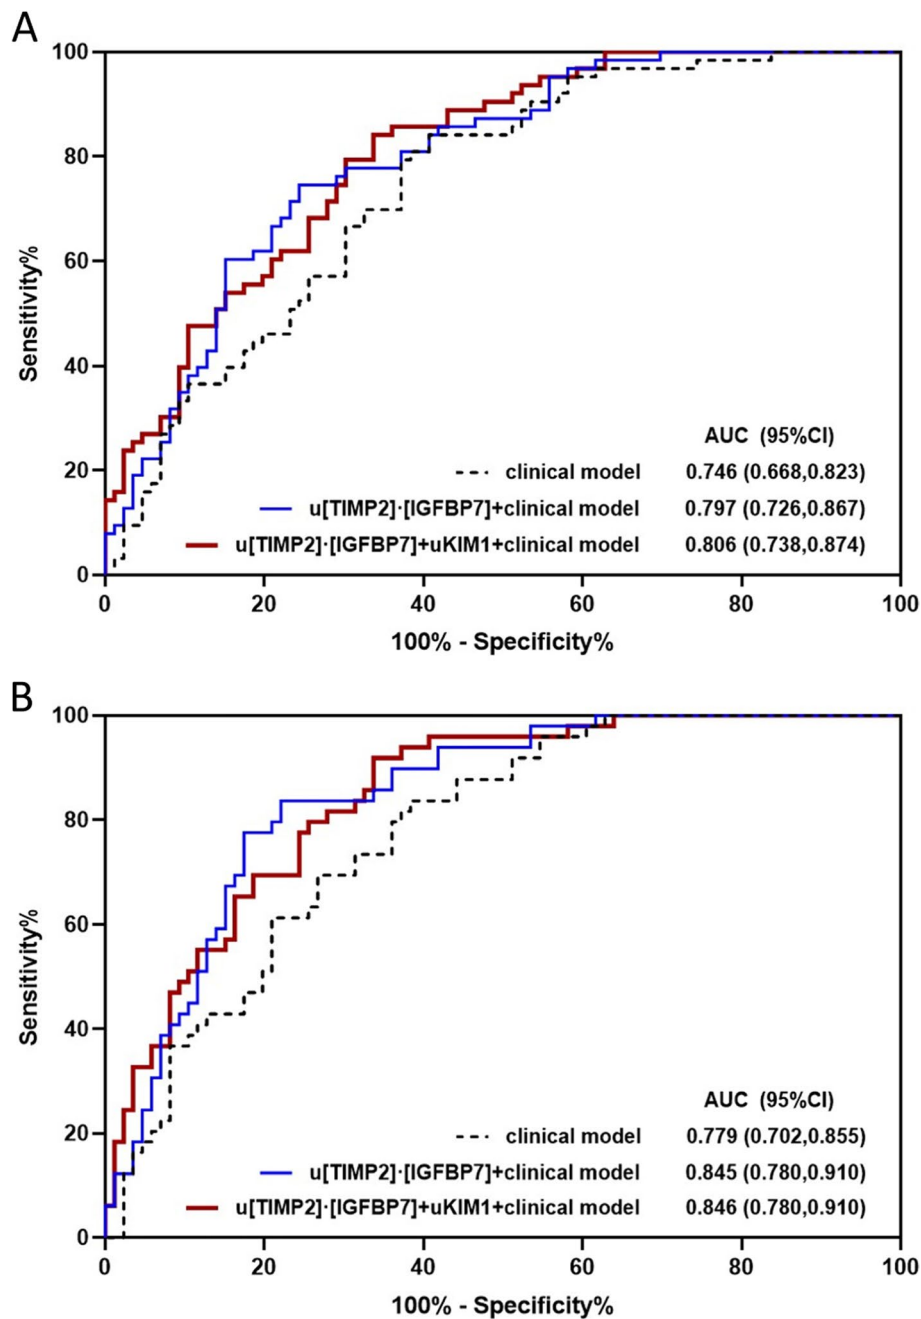 A
100
80
60
40
20
0
Sensitivity%
AUC (95%CI)
clinical model 0.746 (0.668,0.823)
u[TIMP2]·[IGFBP7]+clinical model 0.797 (0.726,0.867)
u[TIMP2]·[IGFBP7]+uKIM1+clinical model 0.806 (0.738,0.874)
0 20 40 60 80 100
100% - Specificity%
B
100
80
60
40
20
0
Sensitivity%
AUC (95%CI)
clinical model 0.779 (0.702,0.855)
u[TIMP2]·[IGFBP7]+clinical model 0.845 (0.780,0.910)
u[TIMP2]·[IGFBP7]+uKIM1+clinical model 0.846 (0.780,0.910)
0 20 40 60 80 100
100% - Specificity%